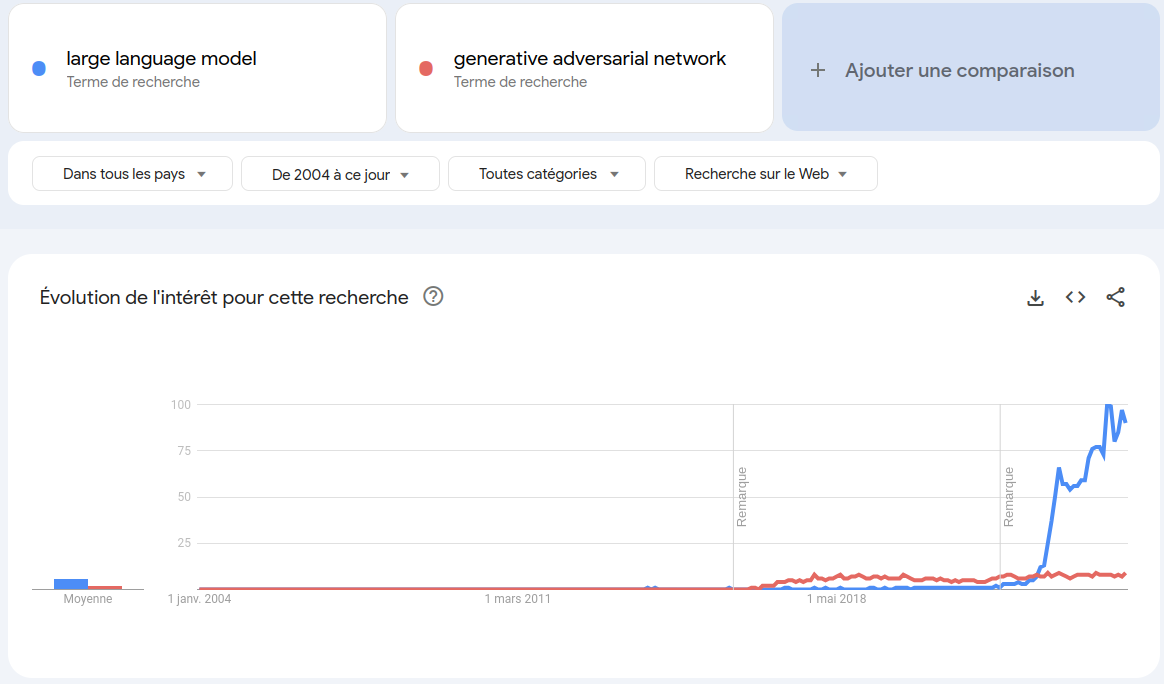 large language model
Terme de recherche
generative adversarial network
Terme de recherche
+ Ajouter une comparaison
Dans tous les pays
De 2004 à ce jour
Toutes catégories
Recherche sur le Web
Évolution de l'intérêt pour cette recherche ?
100
75
50
25
Remarque
Remarque
Moyenne
1 janv. 2004
1 mars 2011
1 mai 2018